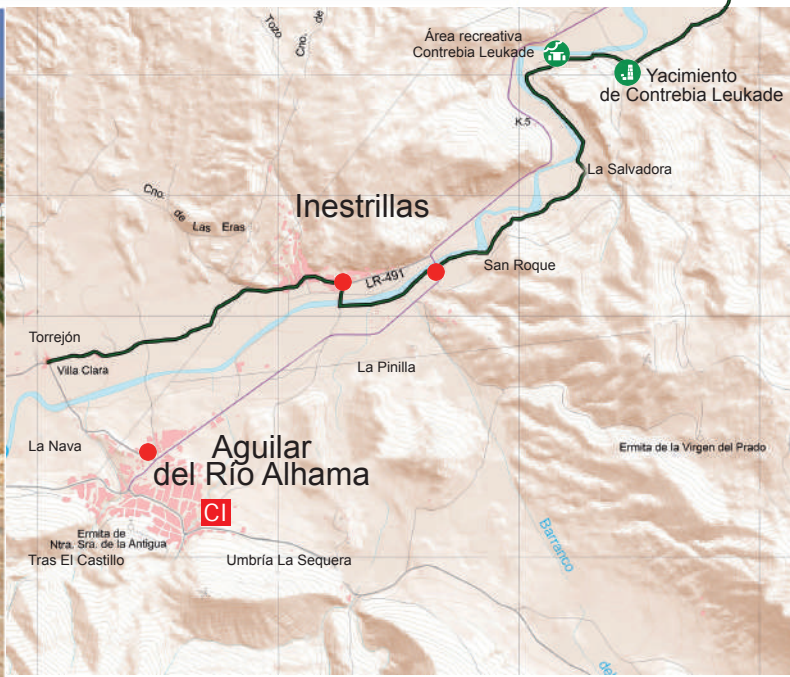 Tozo
Cno. de
Área recreativa
Contrebia Leukade
Yacimiento
de Contrebia Leukade
K.5
La Salvadora
Cno.
de
Las Eras
Inestrillas
LR-491
San Roque
Torrejón
Villa Clara
La Pinilla
La Nava
Aguilar
del Río Alhama
Ermita de la Virgen del Prado
CI
Ermita de
Ntra. Sra. de la Antigua
Tras El Castillo
Umbría La Sequera
Barranco
del